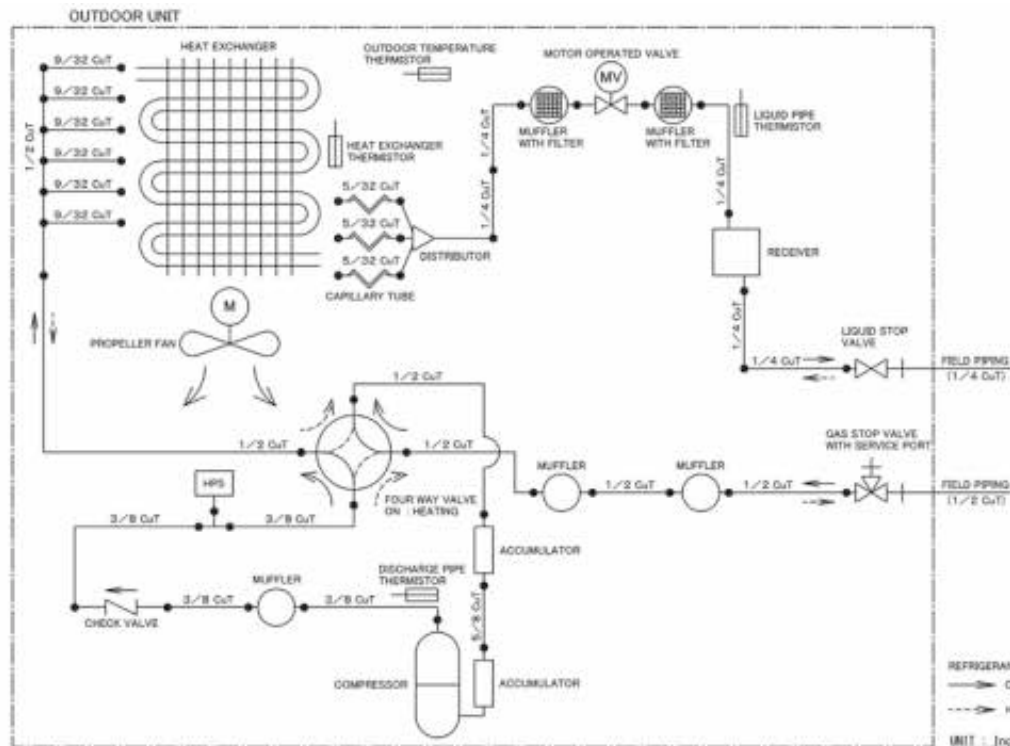 OUTDOOR UNIT
HEAT EXCHANGER
OUTDOOR TEMPERATURE
THERMISTOR
MOTOR OPERATED VALVE
MV
9/32 CuT
9/32 CuT
9/32 CuT
9/32 CuT
9/32 CuT
9/32 CuT
1/2 CuT
MUFFLER
WITH FILTER
MUFFLER
WITH FILTER
LIQUID PIPE
THERMISTOR
HEAT EXCHANGER
THERMISTOR
1/4 CuT
1/4 CuT
1/4 CuT
5/32 CuT
5/32 CuT
5/32 CuT
DISTRIBUTOR
CAPILLARY TUBE
RECEIVER
M
PROPELLER FAN
1/4 CuT
LIQUID STOP
VALVE
1/4 CuT
FIELD PIPING
(1/4 CuT)
1/2 CuT
1/2 CuT
1/2 CuT
GAS STOP VALVE
WITH SERVICE PORT
MUFFLER
MUFFLER
1/2 CuT
1/2 CuT
FIELD PIPING
(1/2 CuT)
HPS
FOUR WAY VALVE
ON : HEATING
3/8 CuT
3/8 CuT
ACCUMULATOR
DISCHARGE PIPE
THERMISTOR
MUFFLER
3/8 CuT
3/8 CuT
5/8 CuT
CHECK VALVE
COMPRESSOR
ACCUMULATOR
REFRIGERAN
C
H
UNIT : Inc